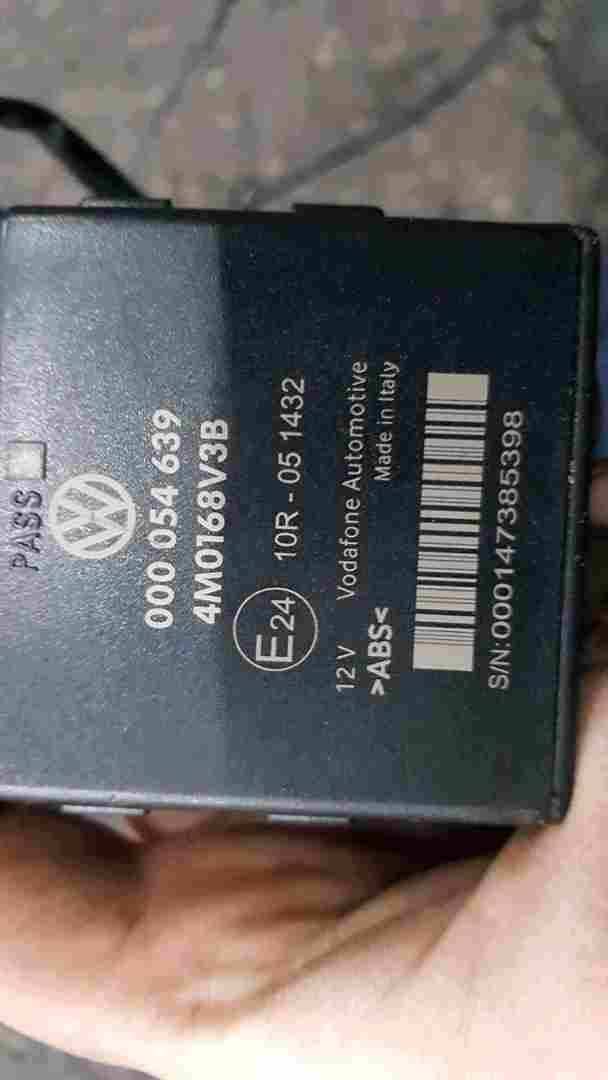 PASS
000 054 639
4M0168V3B
E24 10R - 05 1432
12 V Vodafone Automotive
>ABS< Made in Italy
S/N:000147385398